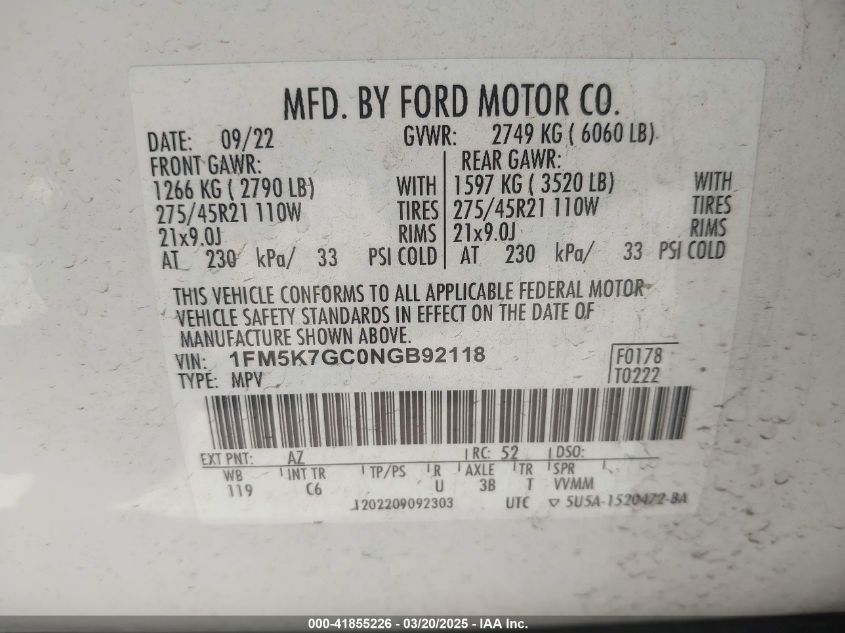 MFD. BY FORD MOTOR CO.
DATE: 09/22 GVWR: 2749 KG ( 6060 LB)
FRONT GAWR: REAR GAWR:
1266 KG ( 2790 LB) WITH 1597 KG ( 3520 LB) WITH
275/45R21 110W TIRES 275/45R21 110W TIRES
21x9.0J RIMS 21x9.0J RIMS
AT 230 kPa/ 33 PSI COLD AT 230 kPa/ 33 PSI COLD
THIS VEHICLE CONFORMS TO ALL APPLICABLE FEDERAL MOTOR
VEHICLE SAFETY STANDARDS IN EFFECT ON THE DATE OF
MANUFACTURE SHOWN ABOVE.
VIN: 1FM5K7GC0NGB92118 F0178
TYPE: MPV T0222
EXT PNT: AZ RC: 52 DSO:
WB INT TR TP/PS R AXLE TR SPR
119 C6 U 3B T VVMM
1202209092303 UTC ▽ 5U5A-1520472-BA
000-41855226 - 03/20/2025 - IAA Inc.